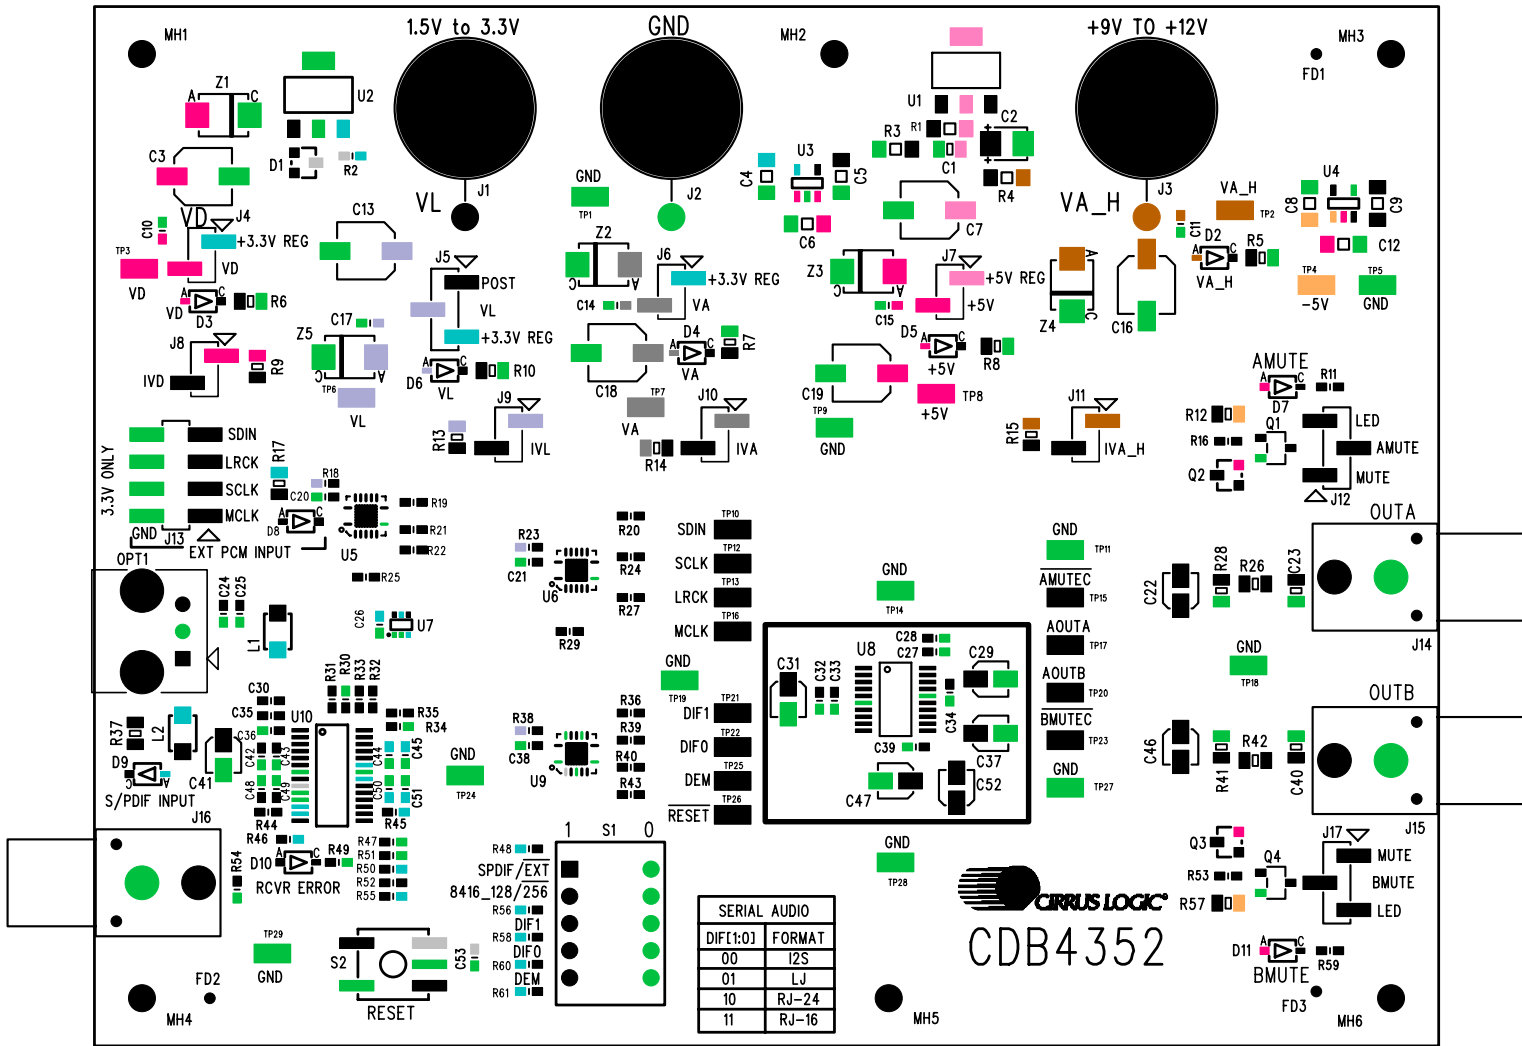 1.5V to 3.3V
GND
+9V TO +12V
MH1
MH2
MH3
FD1
Z1
A
C
U2
C3
D1
R2
VD
J4
C10
+3.3V REG
TP3
VD
VD
VD
A
C
D3
R6
J8
IVD
R9
C13
VL
J1
J5
POST
VL
+3.3V REG
C17
Z5
C
A
TP6
VL
D6
A
C
VL
R10
J9
R13
IVL
J2
GND
TP1
Z2
C
A
C14
J6
+3.3V REG
VA
D4
A
C
VA
R7
C18
TP7
VA
J10
R14
IVA
U1
R1
R3
C2
C1
R4
U3
C4
C5
C6
C7
Z3
C
A
J7
+5V REG
+5V
C15
D5
A
C
+5V
R8
C19
TP8
+5V
TP9
GND
J3
VA_H
VA_H
TP2
C11
D2
A
C
VA_H
R5
Z4
A
C
C16
U4
C8
C9
C12
TP4
-5V
TP5
GND
J11
R15
IVA_H
AMUTE
A
C
D7
R11
R12
R16
Q1
Q2
LED
AMUTE
MUTE
J12
3.3V ONLY
SDIN
LRCK
SCLK
MCLK
GND
J13
EXT PCM INPUT
R17
R18
C20
A
C
D8
U5
R19
R21
R22
R25
OPT1
C24
C25
L1
C26
U7
R23
C21
U6
R20
R24
R27
R29
TP10
SDIN
TP12
SCLK
TP13
LRCK
TP16
MCLK
GND
TP14
GND
TP11
AMUTEC
TP15
AOUTA
TP17
AOUTB
TP20
BMUTEC
TP23
GND
TP27
OUTA
C22
R28
R26
C23
J14
GND
TP18
OUTB
C46
R41
R42
C40
J15
R31
R30
R33
R32
C30
C35
C36
U10
R35
R34
R37
L2
C41
C42
C43
C44
C45
C48
C49
C50
C51
D9
C
A
S/PDIF INPUT
J16
R44
R45
R46
A
C
D10
R49
RCVR ERROR
R47
R51
R50
R52
R55
R54
R38
C38
U9
R36
R39
R40
R43
GND
TP19
TP21
DIF1
TP22
DIF0
TP25
DEM
TP26
RESET
GND
TP24
U8
C28
C27
C29
C31
C32
C33
C34
C37
C39
C47
C52
GND
TP28
1
S1
0
R48
SPDIF/EXT
8416_128/256
R56
DIF1
R58
DIF0
R60
DEM
R61
TP29
GND
FD2
MH4
S2
C53
RESET
SERIAL AUDIO
DIF[1:0] FORMAT
00 I2S
01 LJ
10 RJ-24
11 RJ-16
CIRRUS LOGIC®
CDB4352
MH5
Q3
R53
R57
Q4
J17
MUTE
BMUTE
LED
D11
A
C
R59
BMUTE
FD3
MH6